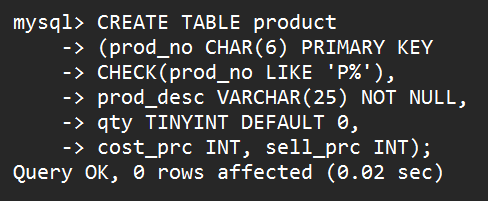 mysql> CREATE TABLE product
-> (prod_no CHAR(6) PRIMARY KEY
-> CHECK(prod_no LIKE 'P%'),
-> prod_desc VARCHAR(25) NOT NULL,
-> qty TINYINT DEFAULT 0,
-> cost_prc INT, sell_prc INT);
Query OK, 0 rows affected (0.02 sec)